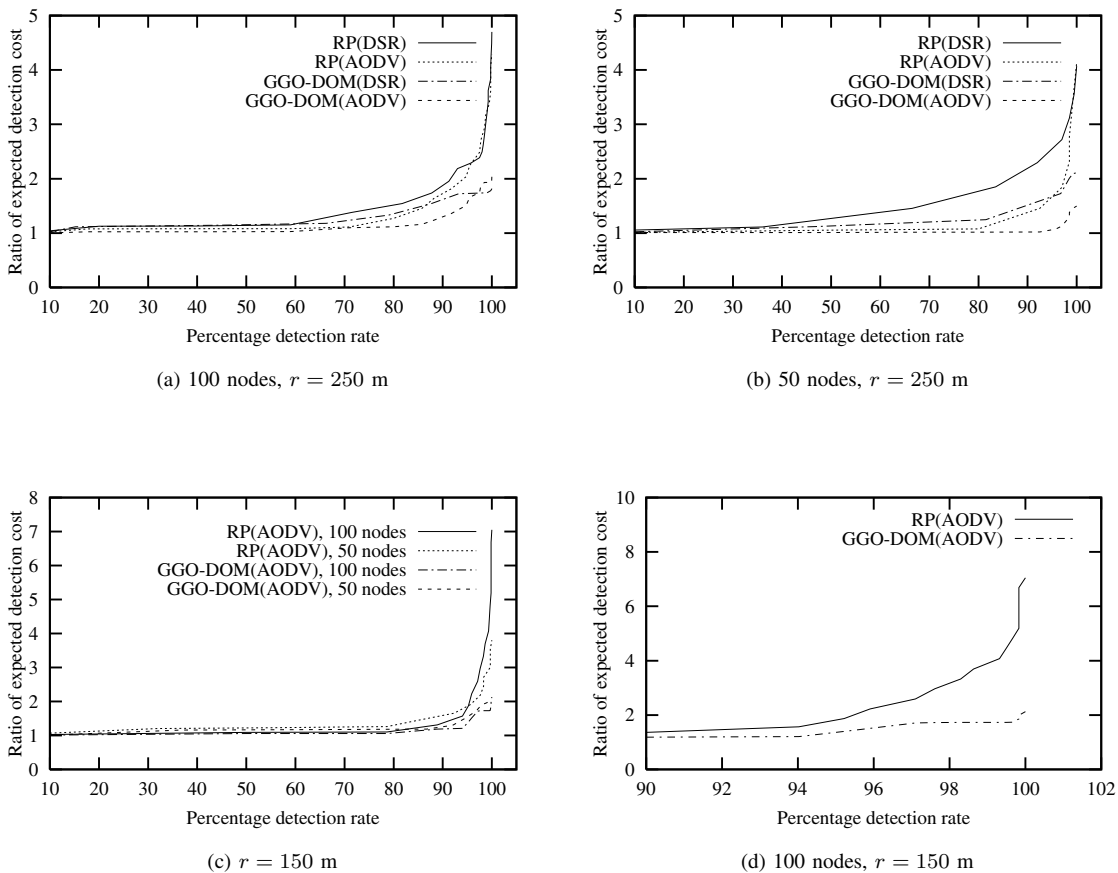 Ratio of expected detection cost
5
4
3
2
1
0
RP(DSR)
RP(AODV)
GGO-DOM(DSR)
GGO-DOM(AODV)
10 20 30 40 50 60 70 80 90 100
Percentage detection rate
(a) 100 nodes, r = 250 m
Ratio of expected detection cost
5
4
3
2
1
0
RP(DSR)
RP(AODV)
GGO-DOM(DSR)
GGO-DOM(AODV)
10 20 30 40 50 60 70 80 90 100
Percentage detection rate
(b) 50 nodes, r = 250 m
Ratio of expected detection cost
8
7
6
5
4
3
2
1
0
RP(AODV), 100 nodes
RP(AODV), 50 nodes
GGO-DOM(AODV), 100 nodes
GGO-DOM(AODV), 50 nodes
10 20 30 40 50 60 70 80 90 100
Percentage detection rate
(c) r = 150 m
Ratio of expected detection cost
10
8
6
4
2
0
RP(AODV)
GGO-DOM(AODV)
90 92 94 96 98 100 102
Percentage detection rate
(d) 100 nodes, r = 150 m